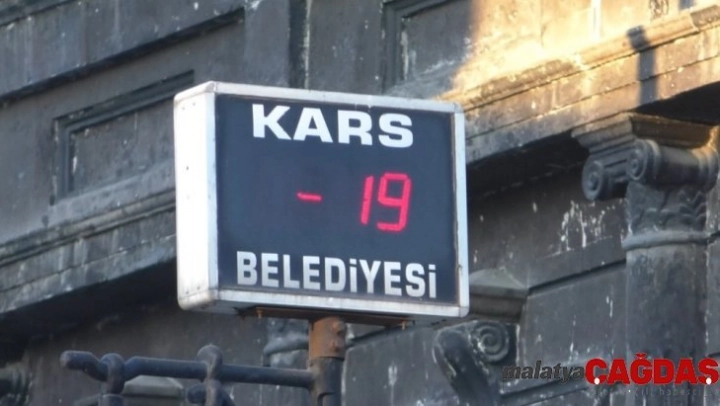 KARS
- 19
BELEDİYESİ
malatya ÇAĞDAŞ